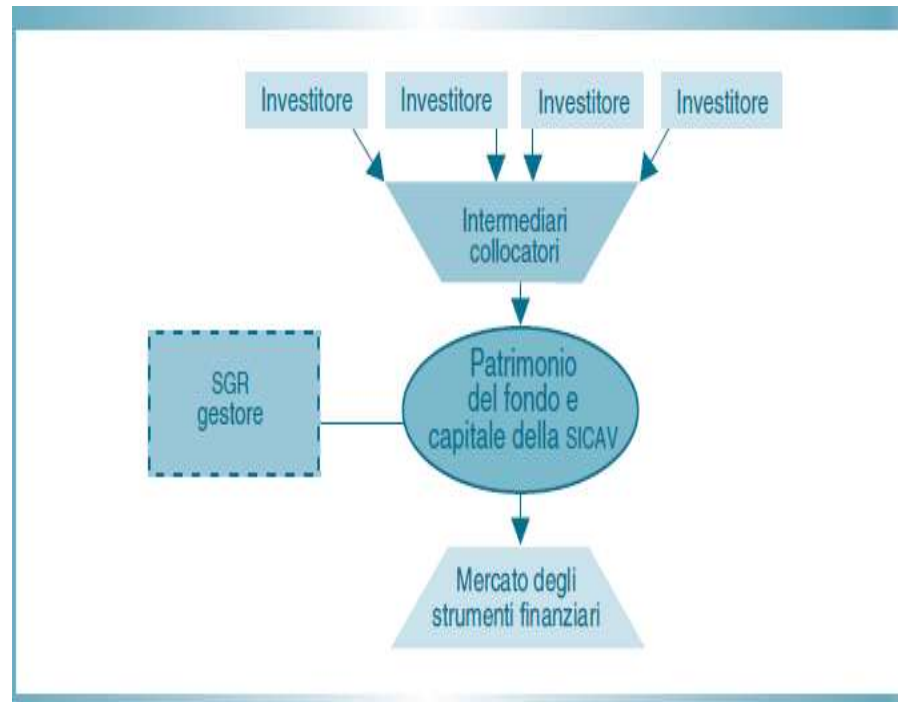 Investitore
Investitore
Investitore
Investitore
Intermediari
collocatori
SGR
gestore
Patrimonio
del fondo e
capitale della SICAV
Mercato degli
strumenti finanziari